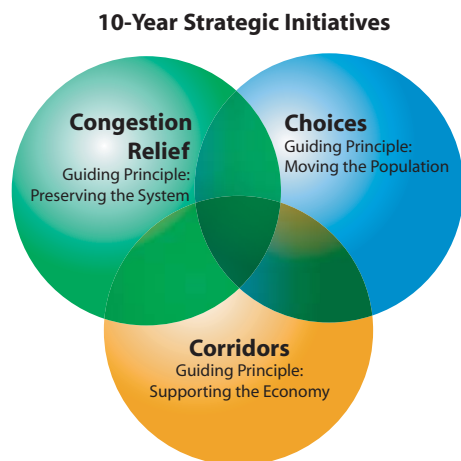 10-Year Strategic Initiatives
Congestion
Relief
Guiding Principle:
Preserving the System
Choices
Guiding Principle:
Moving the Population
Corridors
Guiding Principle:
Supporting the Economy